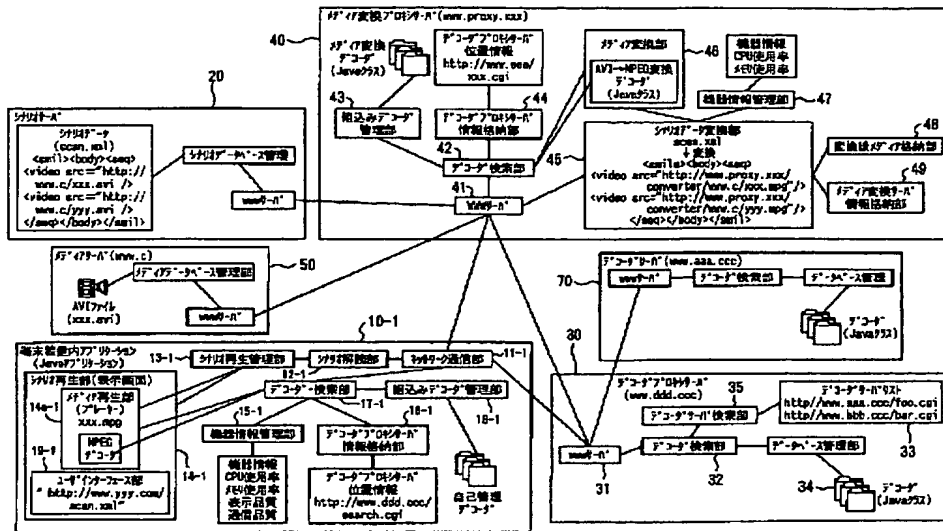 メディア変換プロキシサーバ(www.proxy.xxx)
40
メディア変換
デコーダ
(Javaクラス)
デコーダプロキシサーバ
位置情報
http://www.eee/
xxx.cgi
メディア変換部
46
AVI→MPEG変換
デコーダ
(Javaクラス)
機器情報
CPU使用率
メモリ使用率
43
44
組込みデコーダ
管理部
デコーダプロキシサーバ
情報格納部
機器情報管理部
47
42
デコーダ検索部
45
シナリオデータ変換部
scan.xml
↓変換
<smile><body><seq>
<video src="http://www.proxy.xxx/
converter/www.c/xxx.mpg"/>
<video src="http://www.proxy.xxx/
converter/www.c/yyy.mpg"/>
</seq></body></smil>
48
変換後メディア格納部
49
メディア変換サーバ
情報格納部
41
WWWサーバ
20
シナリオサーバ
シナリオデータ
(scan.xml)
<smil><body><seq>
<video src="http://
www.c/xxx.avi />
<video src="http://
www.c/yyy.avi />
</seq></body></smil>
シナリオデータベース管理
wwwサーバ
メディアサーバ(www.c)
50
メディアデータベース管理部
AVIファイル
(xxx.avi)
wwwサーバ
デコーダサーバ(www.aaa.ccc)
70
wwwサーバ
デコーダ検索部
データベース管理
デコーダ
(Javaクラス)
10-1
端末装置内アプリケーション
(Javaアプリケーション)
13-1
シナリオ再生管理部
シナリオ解読部
12-1
ネットワーク通信部
11-1
シナリオ再生部(表示画面)
14a-1
メディア再生部
(プレーヤー)
xxx.mpg
MPEG
デコーダ
19-1
14-1
ユーザインターフェース部
"http://www.yyy.com/
scan.xml"
デコーダー検索部
17-1
組込みデコーダ管理部
18-1
15-1
機器情報管理部
16-1
デコーダプロキシサーバ
情報格納部
機器情報
CPU使用率
メモリ使用率
表示品質
通信品質
デコーダプロキシサーバ
位置情報
http://www.ddd.ccc/
search.cgi
自己管理
デコーダ
30
デコーダプロキシサーバ
(www.ddd.ccc)
35
デコーダサーバ検索部
デコーダサーバリスト
http//www.aaa.ccc/foo.cgi
http//www.bbb.ccc/bar.cgi
33
wwwサーバ
31
デコーダ検索部
32
データベース管理部
34
デコーダ
(Javaクラス)